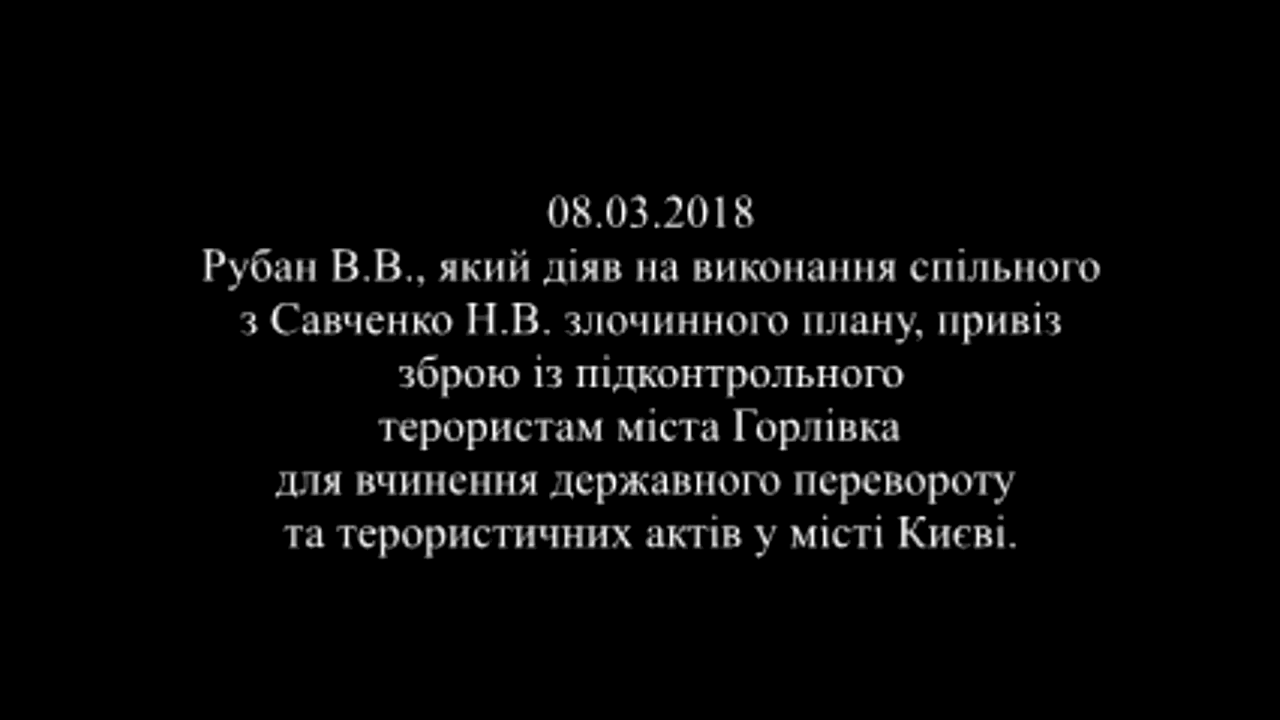 08.03.2018
Рубан В.В., який діяв на виконання спільного
з Савченко Н.В. злочинного плану, привіз
зброю із підконтрольного
терористам міста Горлівка
для вчинення державного перевороту
та терористичних актів у місті Києві.